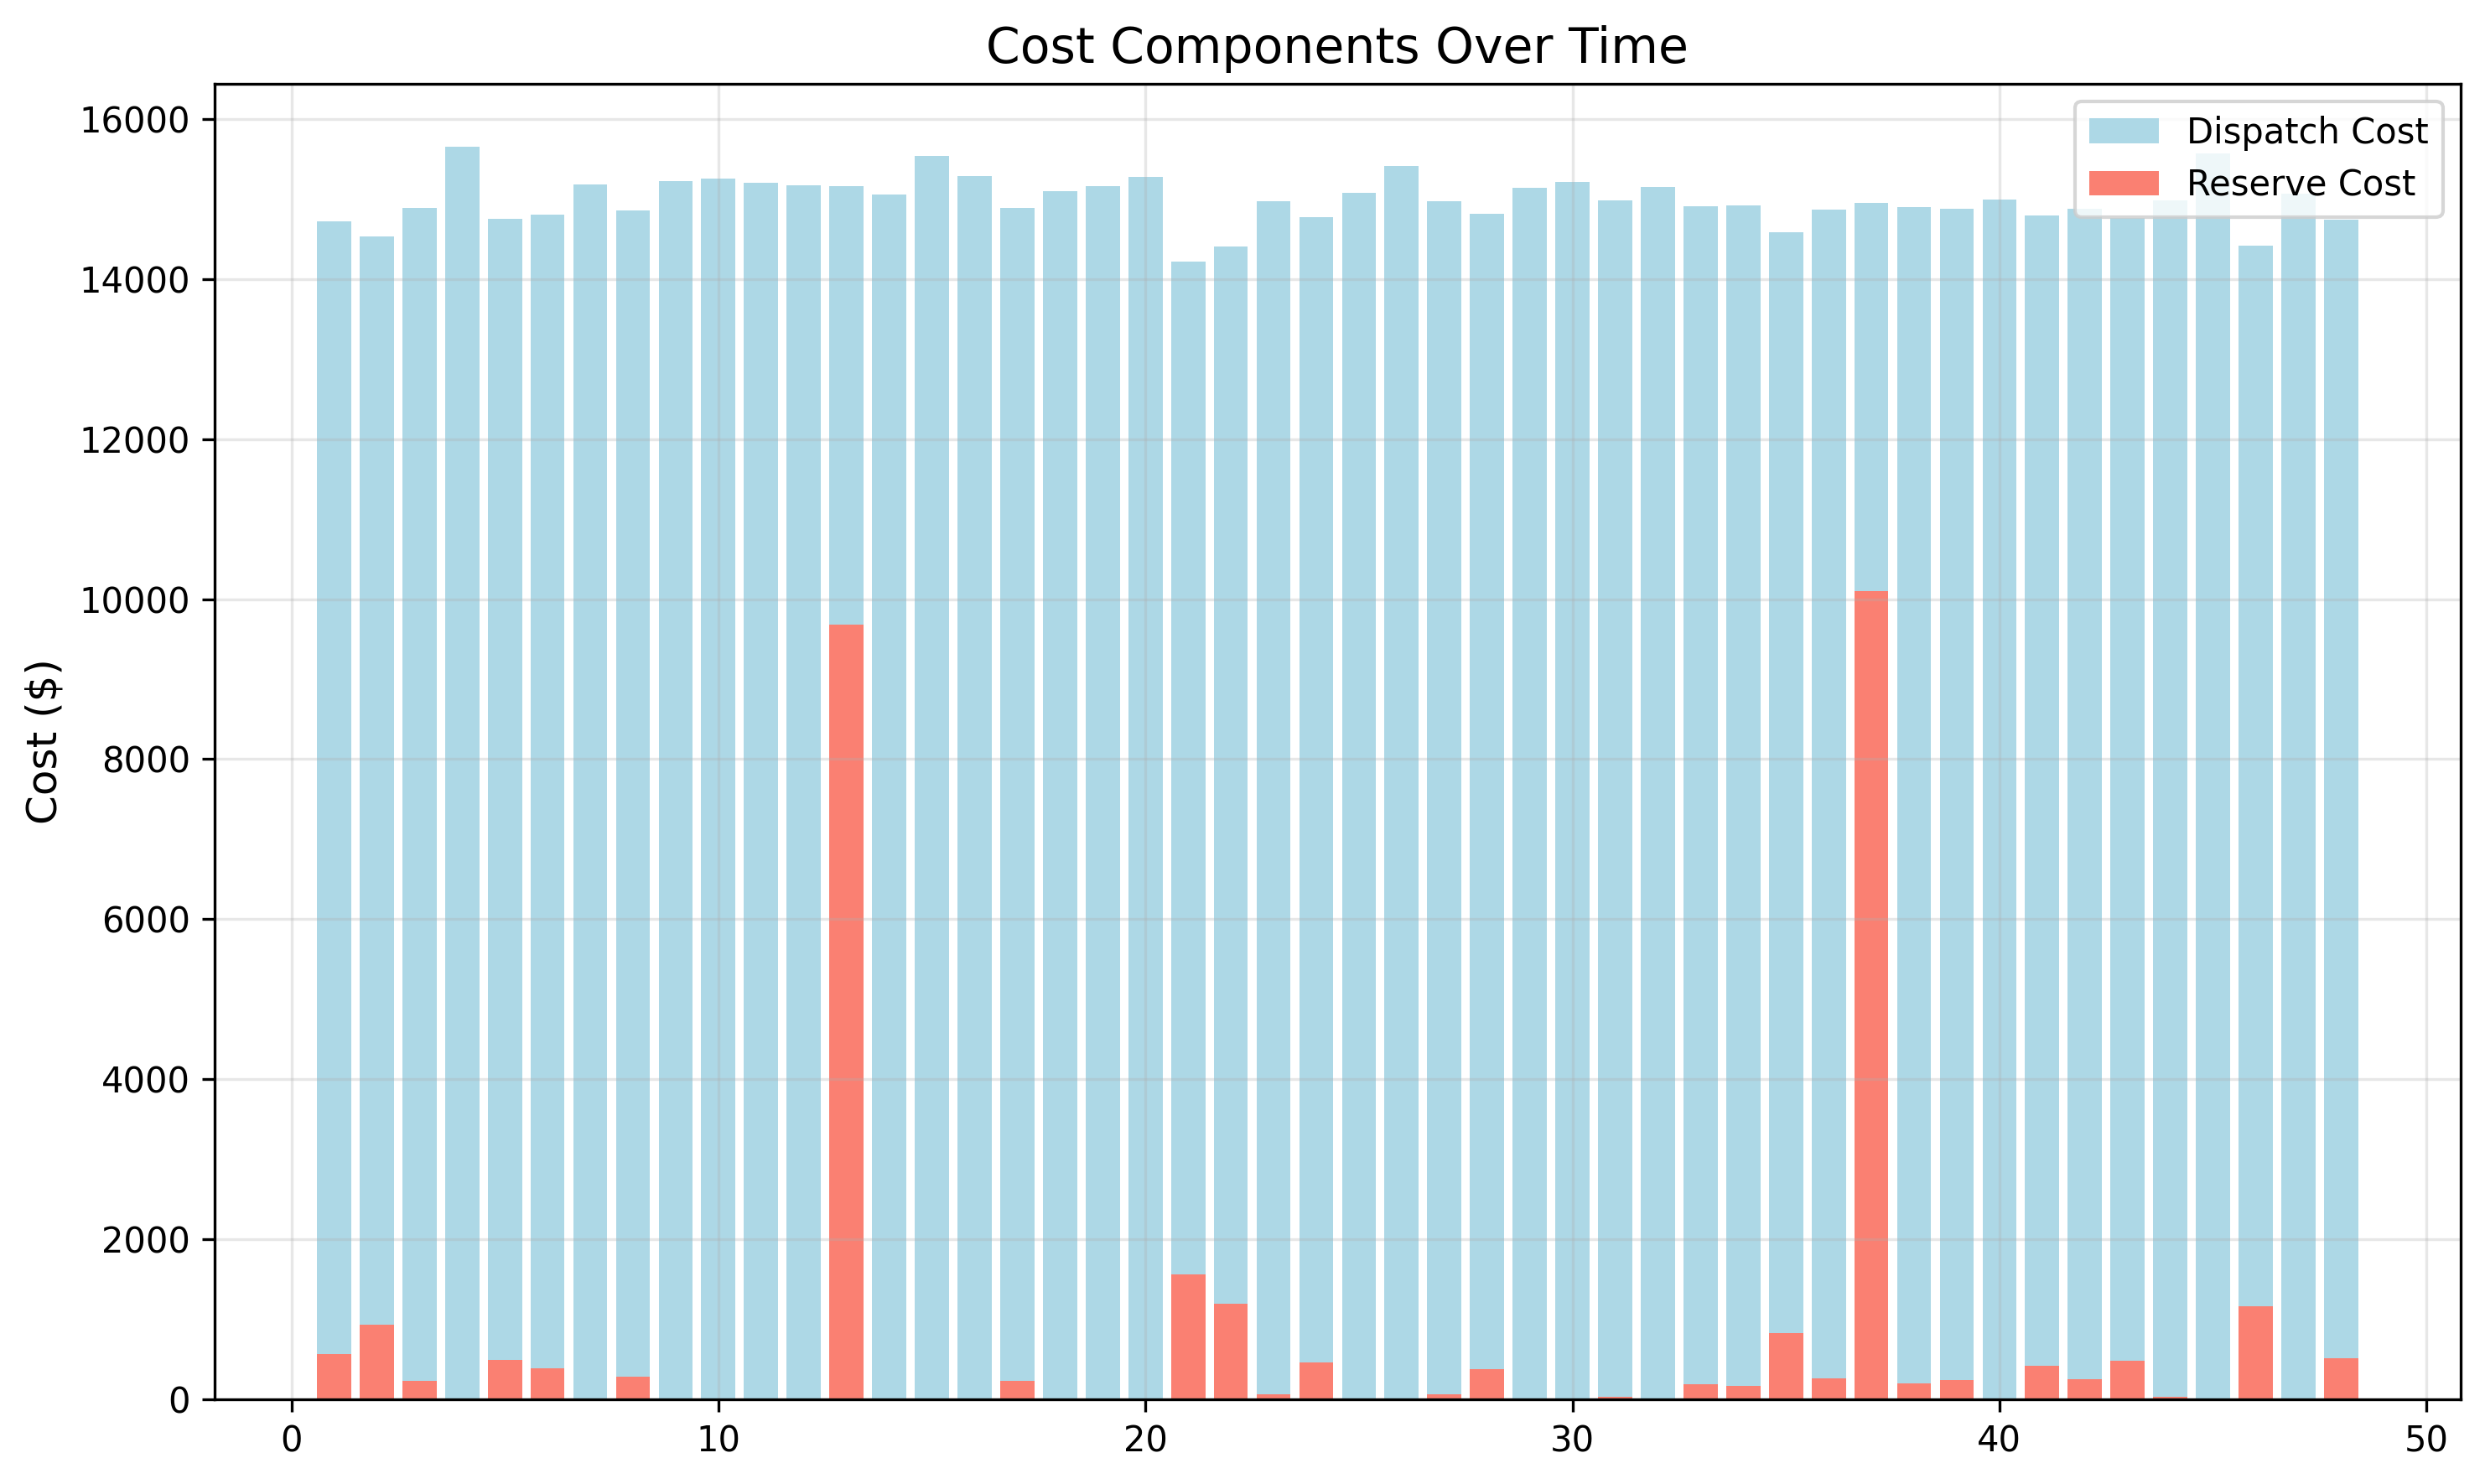 Cost Components Over Time
Dispatch Cost
Reserve Cost
Cost ($)
16000
14000
12000
10000
8000
6000
4000
2000
0
0 10 20 30 40 50